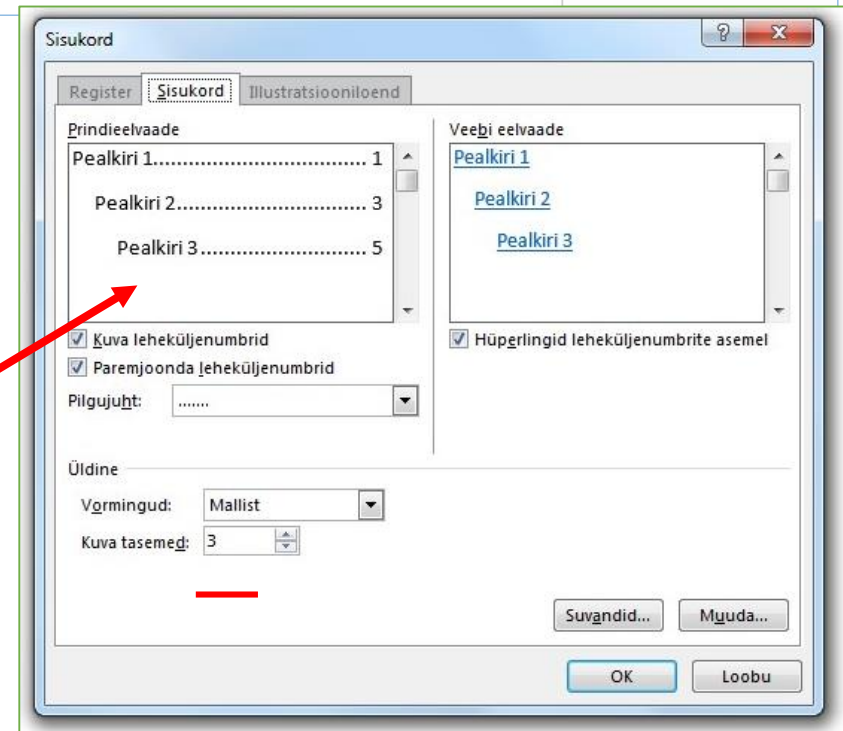 Sisukord
Register Sisukord Illustratsiooniloend
Prindieelvaade
Pealkiri 1.................................. 1
Pealkiri 2.............................. 3
Pealkiri 3.......................... 5
Kuva leheküljenumbrid
Paremjoonda leheküljenumbrid
Pilgujuht: .......
Veebi eelvaade
Pealkiri 1
Pealkiri 2
Pealkiri 3
Hüperlingid leheküljenumbrite asemel
Üldine
Vormingud: Mallist
Kuva tasemed: 3
Suvandid... Muuda...
OK Loobu